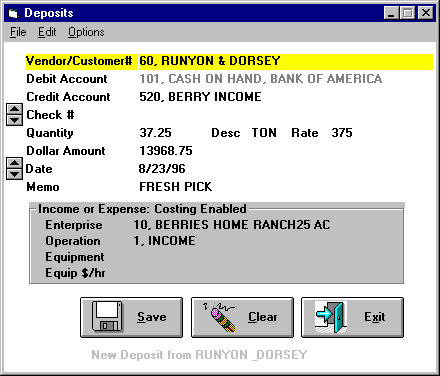 Deposits
File Edit Options
Vendor/Customer# 60, RUNYON & DORSEY
Debit Account 101, CASH ON HAND, BANK OF AMERICA
Credit Account 520, BERRY INCOME
Check #
Quantity 37.25 Desc TON Rate 375
Dollar Amount 13968.75
Date 8/23/96
Memo FRESH PICK
Income or Expense: Costing Enabled
Enterprise 10, BERRIES HOME RANCH25 AC
Operation 1, INCOME
Equipment
Equip $/hr
Save Clear Exit
New Deposit from RUNYON _DORSEY